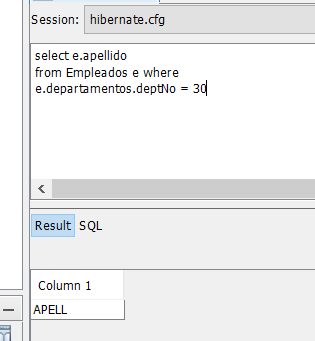 Session: hibernate.cfg
select e.apellido
from Empleados e where
e.departamentos.deptNo = 30
Result SQL
Column 1
APELL